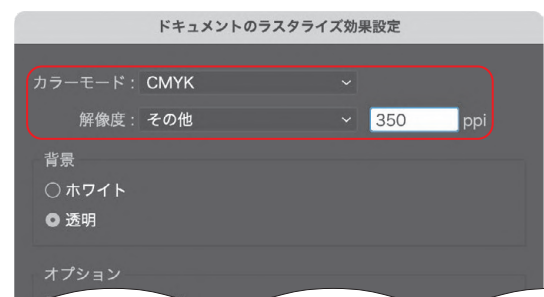 ドキュメントのラスタライズ効果設定
カラーモード : CMYK
解像度 : その他 350 ppi
背景
ホワイト
透明
オプション